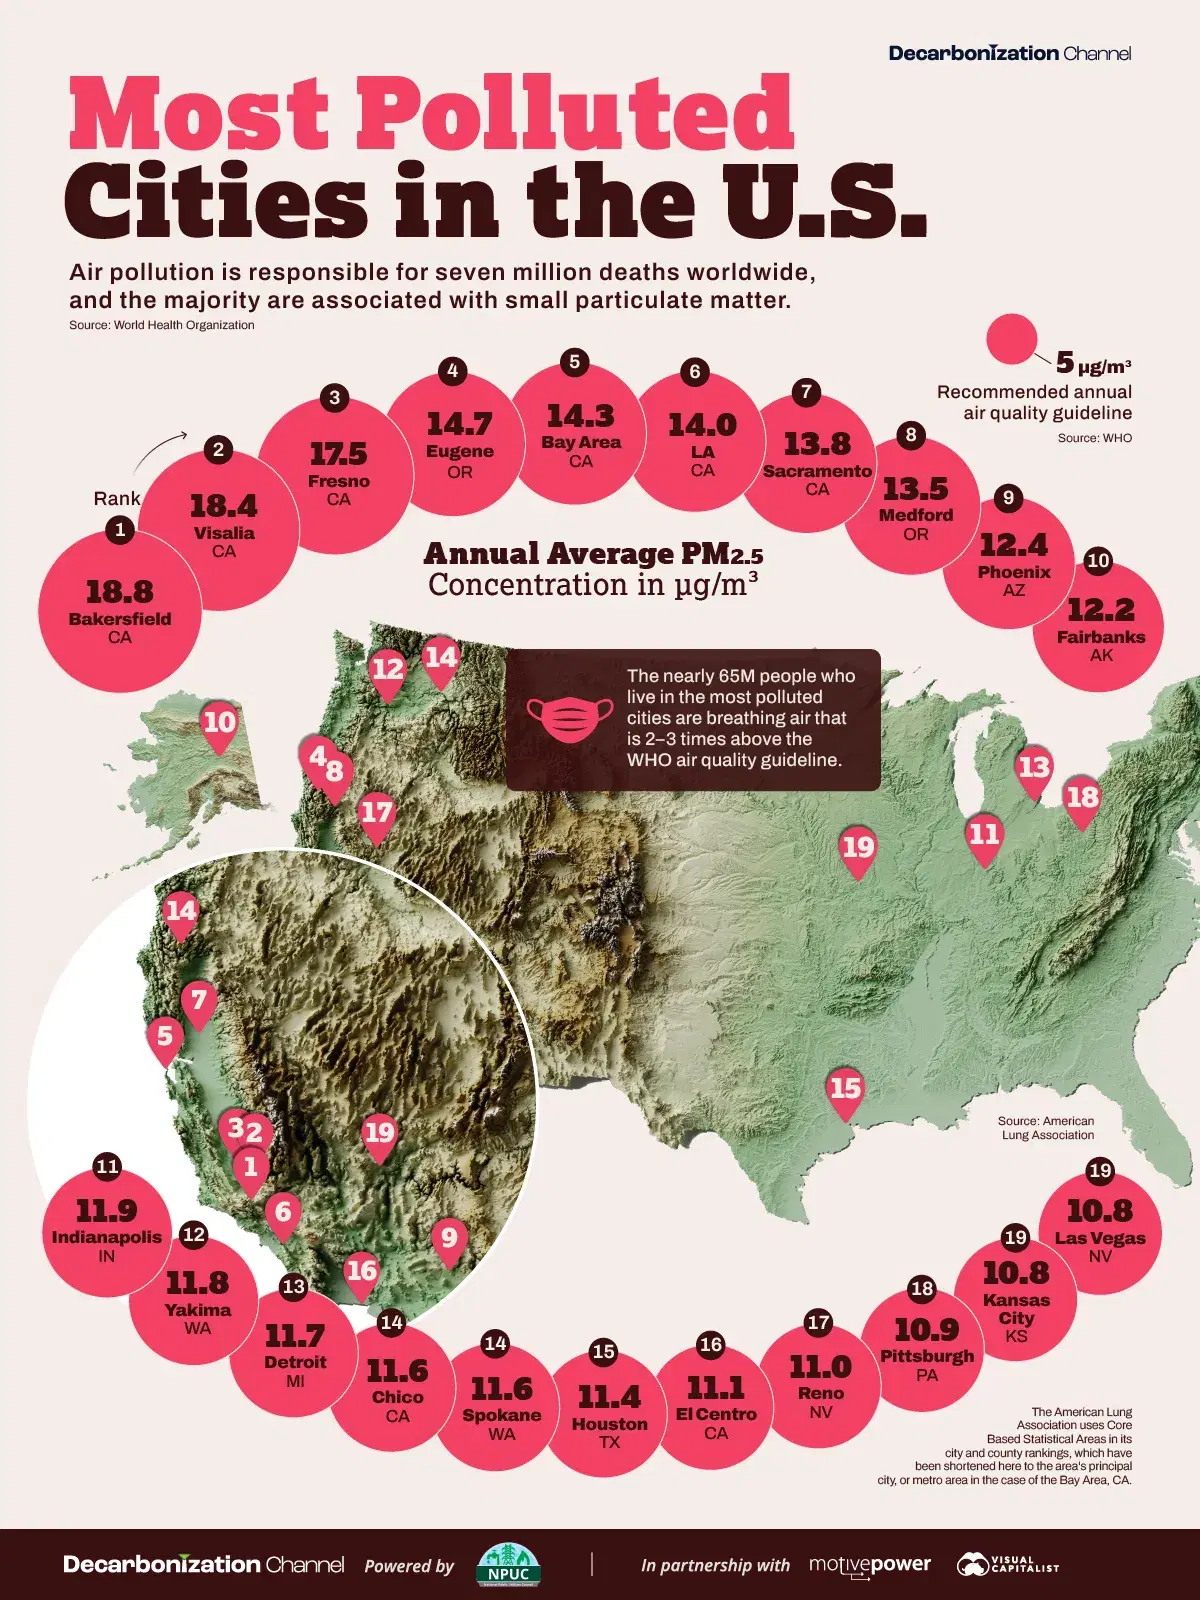 Decarbonization Channel
Most Polluted
Cities in the U.S.
Air pollution is responsible for seven million deaths worldwide,
and the majority are associated with small particulate matter.
Source: World Health Organization
5 µg/m³
Recommended annual
air quality guideline
Source: WHO
Rank
1
18.8
Bakersfield
CA
2
18.4
Visalia
CA
3
17.5
Fresno
CA
4
14.7
Eugene
OR
5
14.3
Bay Area
CA
6
14.0
LA
CA
7
13.8
Sacramento
CA
8
13.5
Medford
OR
9
12.4
Phoenix
AZ
10
12.2
Fairbanks
AK
Annual Average PM2.5
Concentration in µg/m³
The nearly 65M people who
live in the most polluted
cities are breathing air that
is 2–3 times above the
WHO air quality guideline.
12
14
10
4
8
17
13
18
11
19
14
7
5
15
3
2
19
1
6
9
16
Source: American
Lung Association
11
11.9
Indianapolis
IN
12
11.8
Yakima
WA
13
11.7
Detroit
MI
14
11.6
Chico
CA
14
11.6
Spokane
WA
15
11.4
Houston
TX
16
11.1
El Centro
CA
17
11.0
Reno
NV
18
10.9
Pittsburgh
PA
19
10.8
Kansas
City
KS
19
10.8
Las Vegas
NV
The American Lung
Association uses Core
Based Statistical Areas in its
city and county rankings, which have
been shortened here to the area's principal
city, or metro area in the case of the Bay Area, CA.
Decarbonization Channel
Powered by
NPUC
In partnership with
motivepower
VISUAL
CAPITALIST